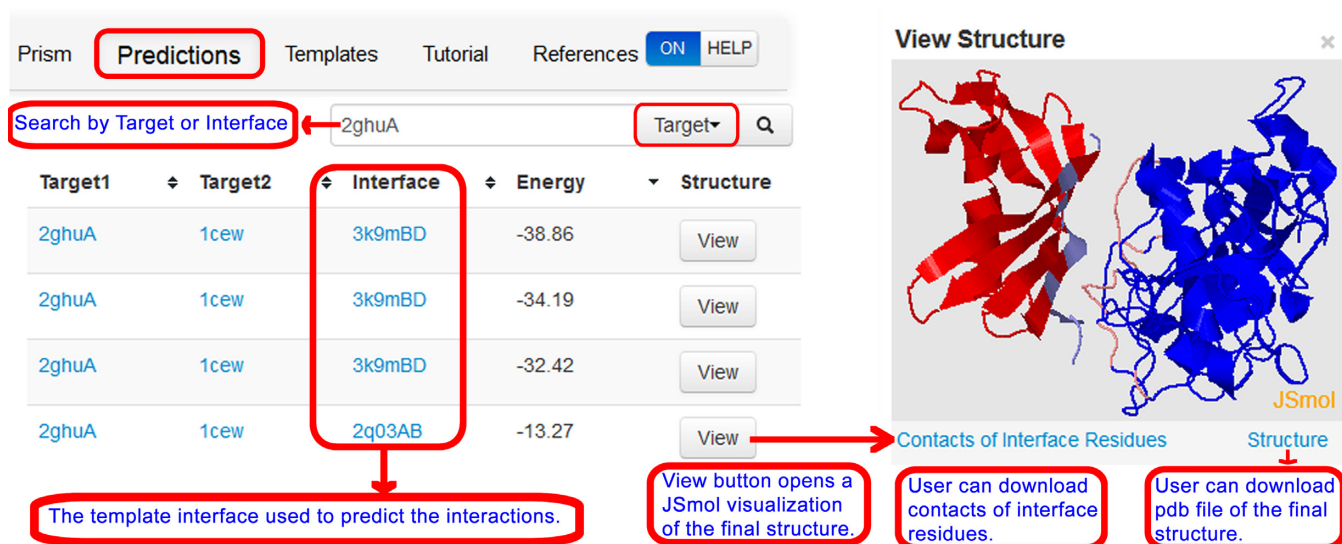 Prism Predictions Templates Tutorial References ON HELP
Search by Target or Interface 2ghuA Target
Target1 Target2 Interface Energy Structure
2ghuA 1cew 3k9mBD -38.86 View
2ghuA 1cew 3k9mBD -34.19 View
2ghuA 1cew 3k9mBD -32.42 View
2ghuA 1cew 2q03AB -13.27 View
The template interface used to predict the interactions.
View button opens a
JSmol visualization
of the final structure.
View Structure ×
JSmol
Contacts of Interface Residues Structure
User can download
contacts of interface
residues.
User can download
pdb file of the final
structure.